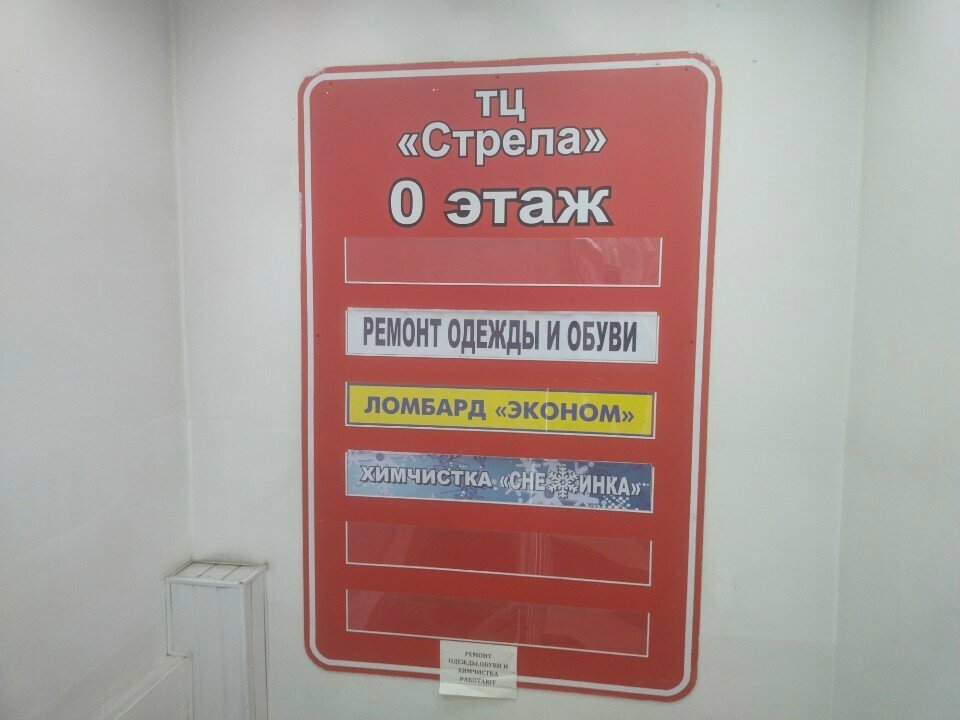 ТЦ
«Стрела»
0 этаж
РЕМОНТ ОДЕЖДЫ И ОБУВИ
ЛОМБАРД «ЭКОНОМ»
ХИМЧИСТКА «СНЕЖИНКА»
РЕМОНТ
ОДЕЖДЫ,ОБУВИ И
ХИМЧИСТКА
РАБОТАЮТ